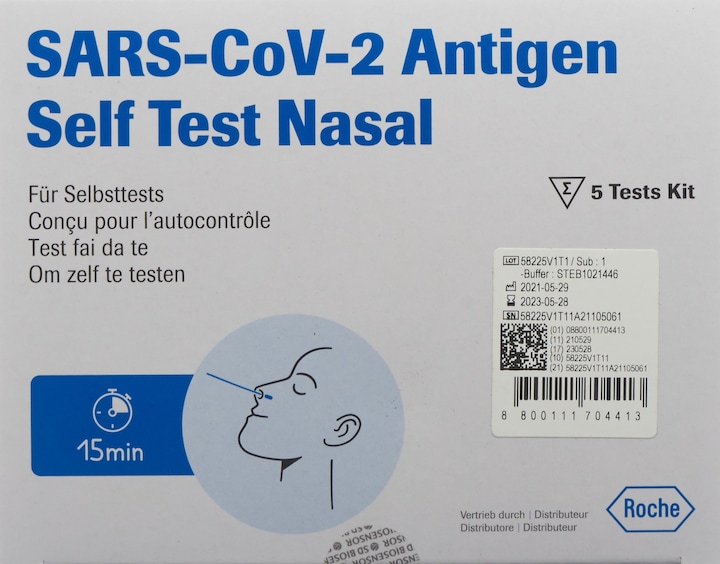 SARS-CoV-2 Antigen
Self Test Nasal
Für Selbsttests
Conçu pour l'autocontrôle
Test fai da te
Om zelf te testen
Σ 5 Tests Kit
LOT 58225V1T1 / Sub : 1
-Buffer : STEB1021446
2021-05-29
2023-05-28
SN 58225V1T11A21105061
(01) 08800111704413
(11) 210529
(17) 230528
(10) 58225V1T11
(21) 58225V1T11A21105061
8 800111 704413
15min
Vertrieb durch | Distributeur
Distributore | Distributeur
Roche
SD BIOSENSOR